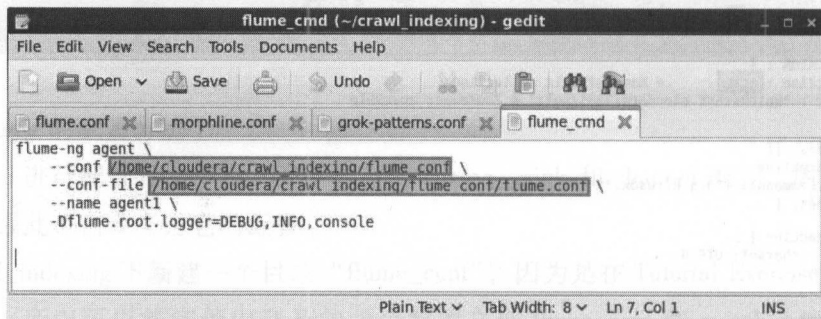 flume_cmd (~/crawl_indexing) - gedit
File Edit View Search Tools Documents Help
Open Save Undo
flume.conf morphline.conf grok-patterns.conf flume_cmd
flume-ng agent \
--conf /home/cloudera/crawl_indexing/flume_conf \
--conf-file /home/cloudera/crawl_indexing/flume_conf/flume.conf \
--name agent1 \
-Dflume.root.logger=DEBUG,INFO,console
Plain Text Tab Width: 8 Ln 7, Col 1 INS